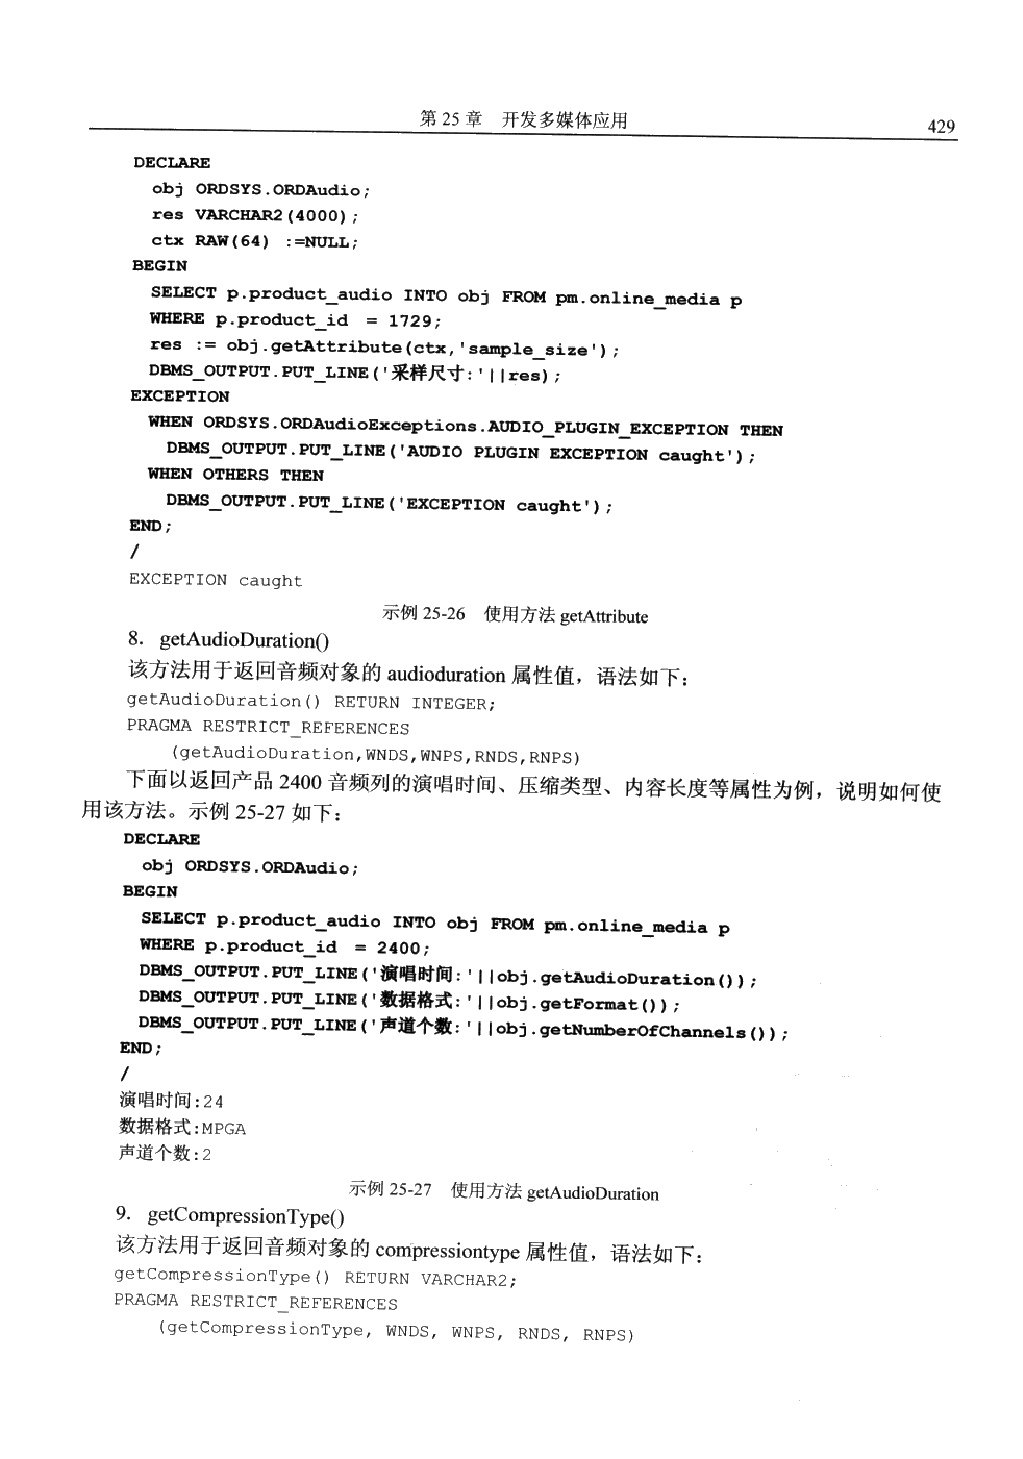 第 25 章　开发多媒体应用
429
DECLARE
  obj ORDSYS.ORDAudio;
  res VARCHAR2(4000);
  ctx RAW(64) :=NULL;
BEGIN
  SELECT p.product_audio INTO obj FROM pm.online_media p
  WHERE p.product_id = 1729;
  res := obj.getAttribute(ctx,'sample_size');
  DBMS_OUTPUT.PUT_LINE('采样尺寸:'||res);
EXCEPTION
  WHEN ORDSYS.ORDAudioExceptions.AUDIO_PLUGIN_EXCEPTION THEN
    DBMS_OUTPUT.PUT_LINE('AUDIO PLUGIN EXCEPTION caught');
  WHEN OTHERS THEN
    DBMS_OUTPUT.PUT_LINE('EXCEPTION caught');
END;
/
EXCEPTION caught
示例 25-26　使用方法 getAttribute
8. getAudioDuration()
该方法用于返回音频对象的 audioduration 属性值，语法如下：
getAudioDuration() RETURN INTEGER;
PRAGMA RESTRICT_REFERENCES
    (getAudioDuration,WNDS,WNPS,RNDS,RNPS)
下面以返回产品 2400 音频列的演唱时间、压缩类型、内容长度等属性为例，说明如何使
用该方法。示例 25-27 如下：
DECLARE
  obj ORDSYS.ORDAudio;
BEGIN
  SELECT p.product_audio INTO obj FROM pm.online_media p
  WHERE p.product_id = 2400;
  DBMS_OUTPUT.PUT_LINE('演唱时间:'||obj.getAudioDuration());
  DBMS_OUTPUT.PUT_LINE('数据格式:'||obj.getFormat());
  DBMS_OUTPUT.PUT_LINE('声道个数:'||obj.getNumberOfChannels());
END;
/
演唱时间:24
数据格式:MPGA
声道个数:2
示例 25-27　使用方法 getAudioDuration
9. getCompressionType()
该方法用于返回音频对象的 compressiontype 属性值，语法如下：
getCompressionType() RETURN VARCHAR2;
PRAGMA RESTRICT_REFERENCES
    (getCompressionType, WNDS, WNPS, RNDS, RNPS)